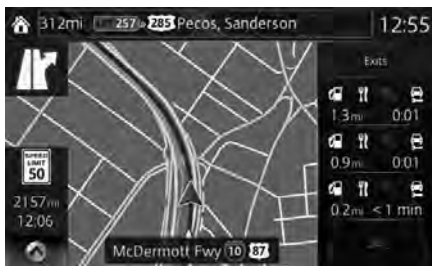 312mi 257 285 Pecos, Sanderson 12:55
Exits
1.3mi 0:01
0.9mi 0:01
0.2mi < 1 min
SPEED LIMIT 50
2157mi
12:06
McDermott Fwy 10 87